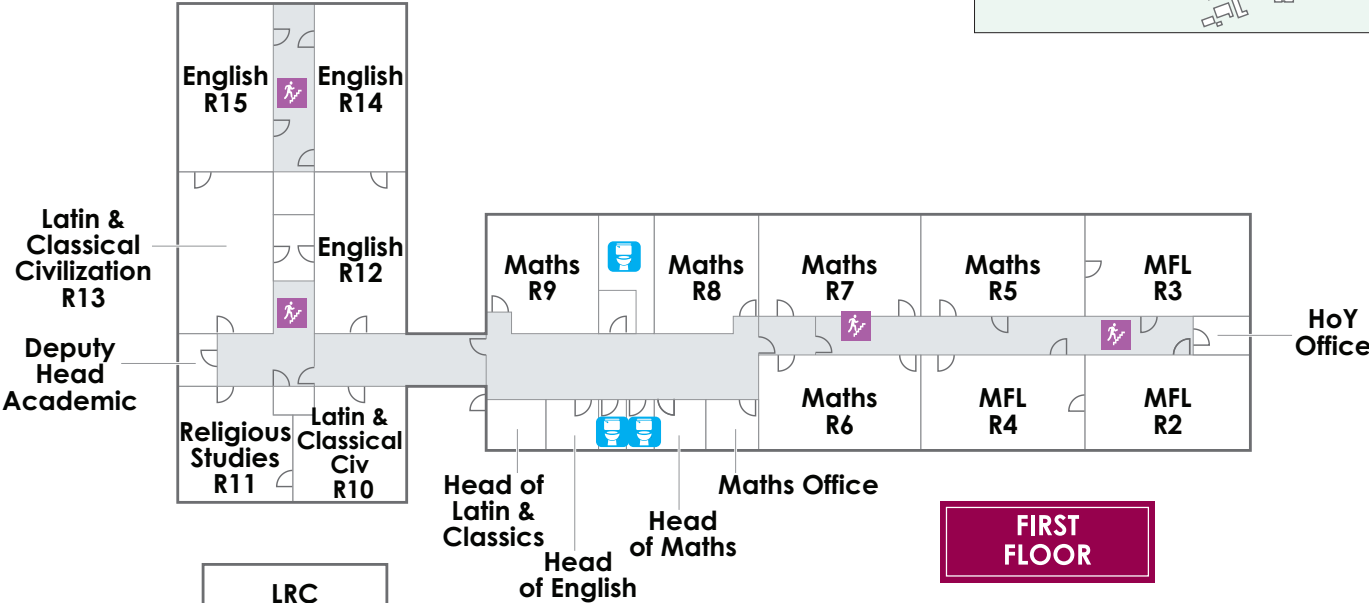 English
R15
English
R14
Latin &
Classical
Civilization
R13
English
R12
Deputy
Head
Academic
Religious
Studies
R11
Latin &
Classical
Civ
R10
Maths
R9
Maths
R8
Maths
R7
Maths
R5
MFL
R3
HoY
Office
Maths
R6
MFL
R4
MFL
R2
Head of
Latin &
Classics
Head
of English
Head
of Maths
Maths Office
FIRST
FLOOR
LRC